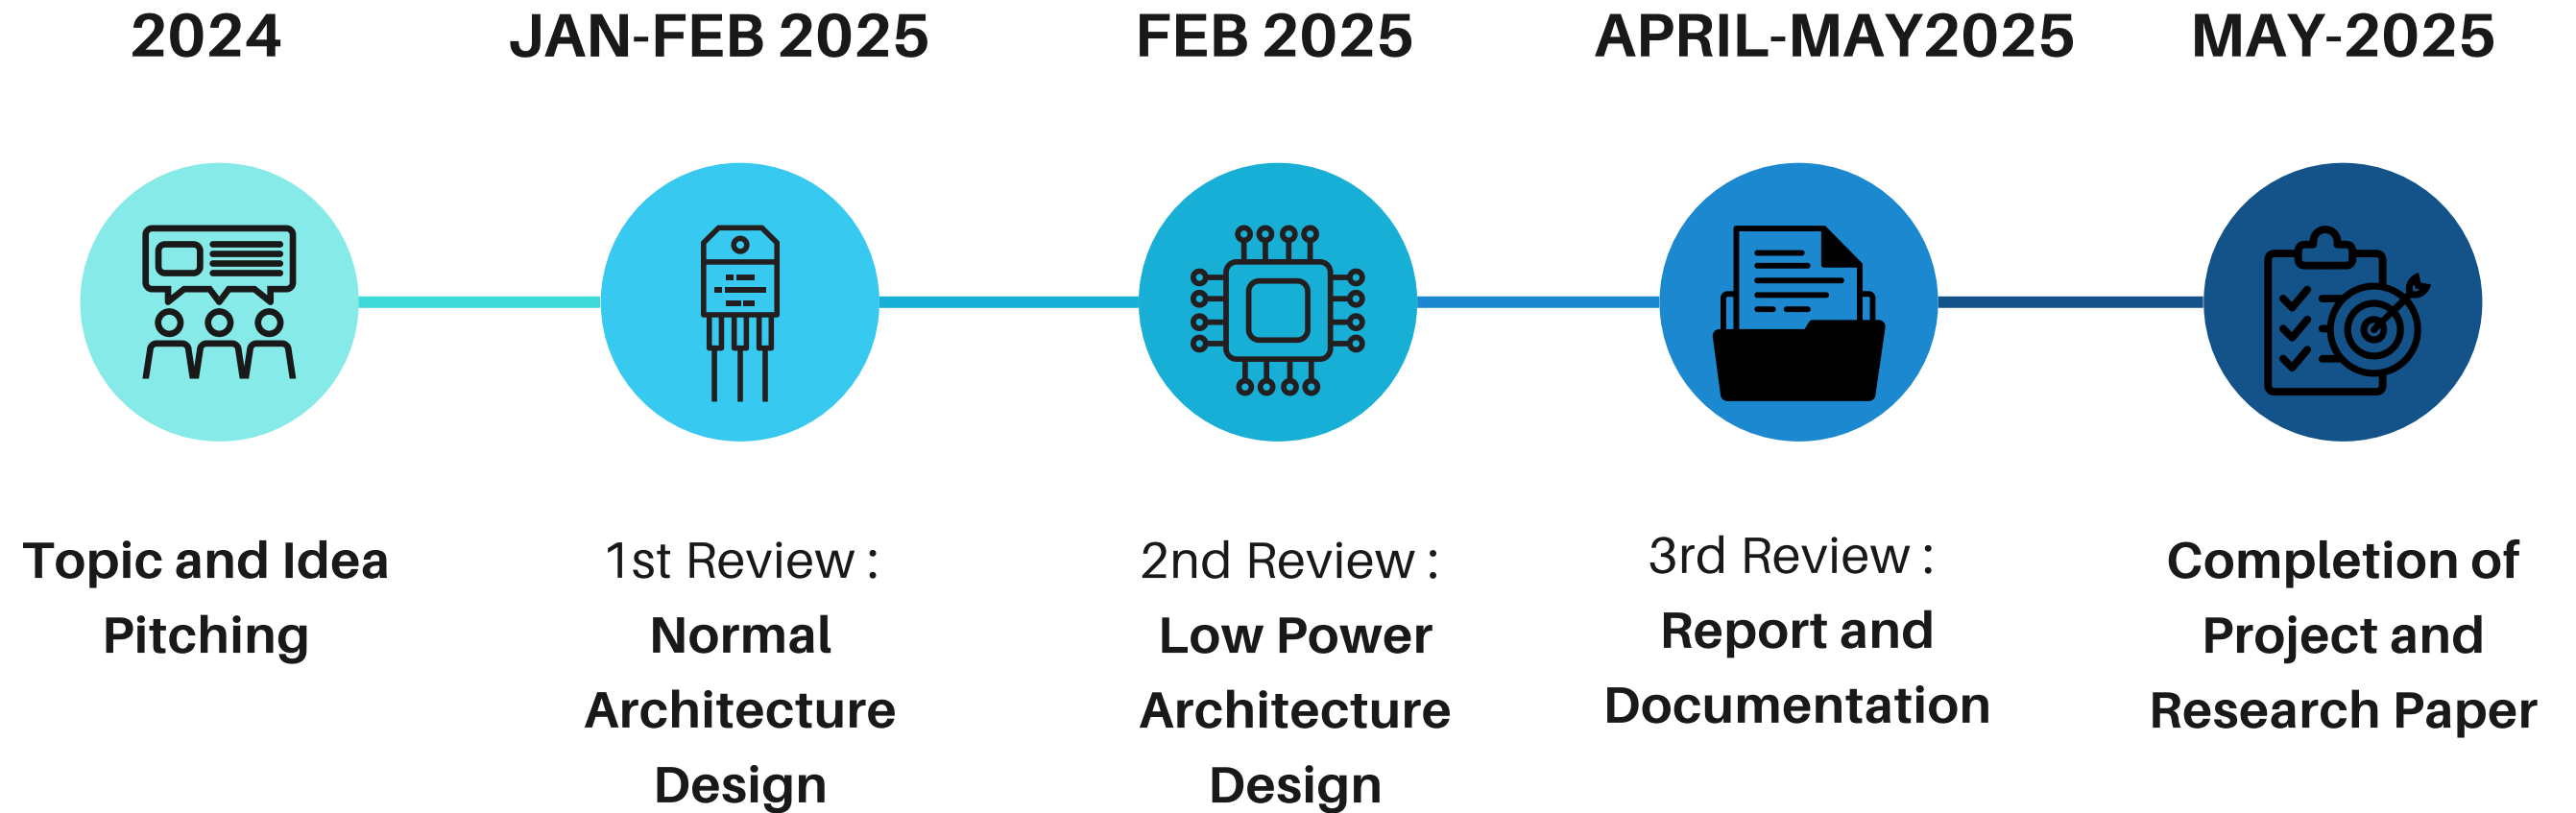 2024
JAN-FEB 2025
FEB 2025
APRIL-MAY2025
MAY-2025
Topic and Idea
Pitching
1st Review :
Normal
Architecture
Design
2nd Review :
Low Power
Architecture
Design
3rd Review :
Report and
Documentation
Completion of
Project and
Research Paper